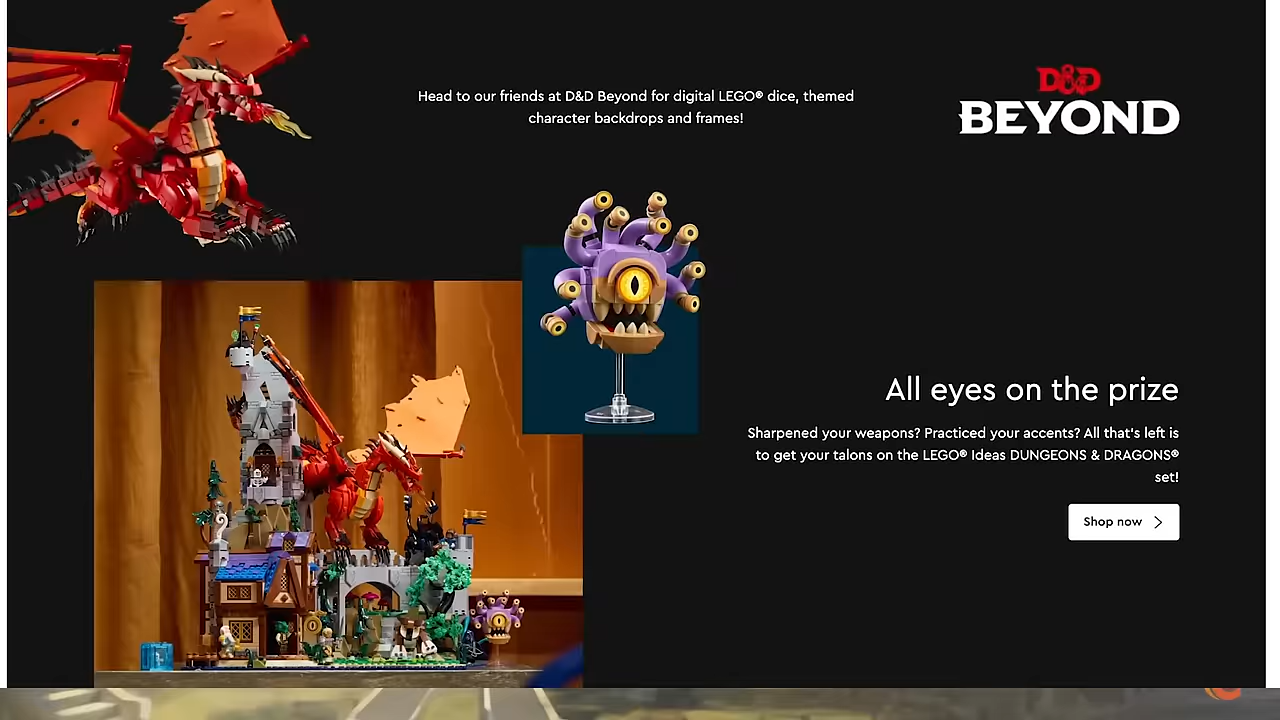 Head to our friends at D&D Beyond for digital LEGO® dice, themed
character backdrops and frames!
D&D
BEYOND
All eyes on the prize
Sharpened your weapons? Practiced your accents? All that's left is
to get your talons on the LEGO® Ideas DUNGEONS & DRAGONS®
set!
Shop now